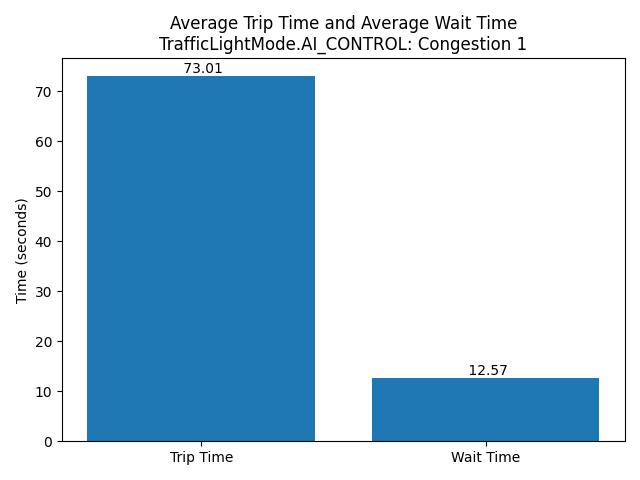 Average Trip Time and Average Wait Time
TrafficLightMode.AI_CONTROL: Congestion 1
73.01
12.57
Time (seconds)
70
60
50
40
30
20
10
0
Trip Time
Wait Time